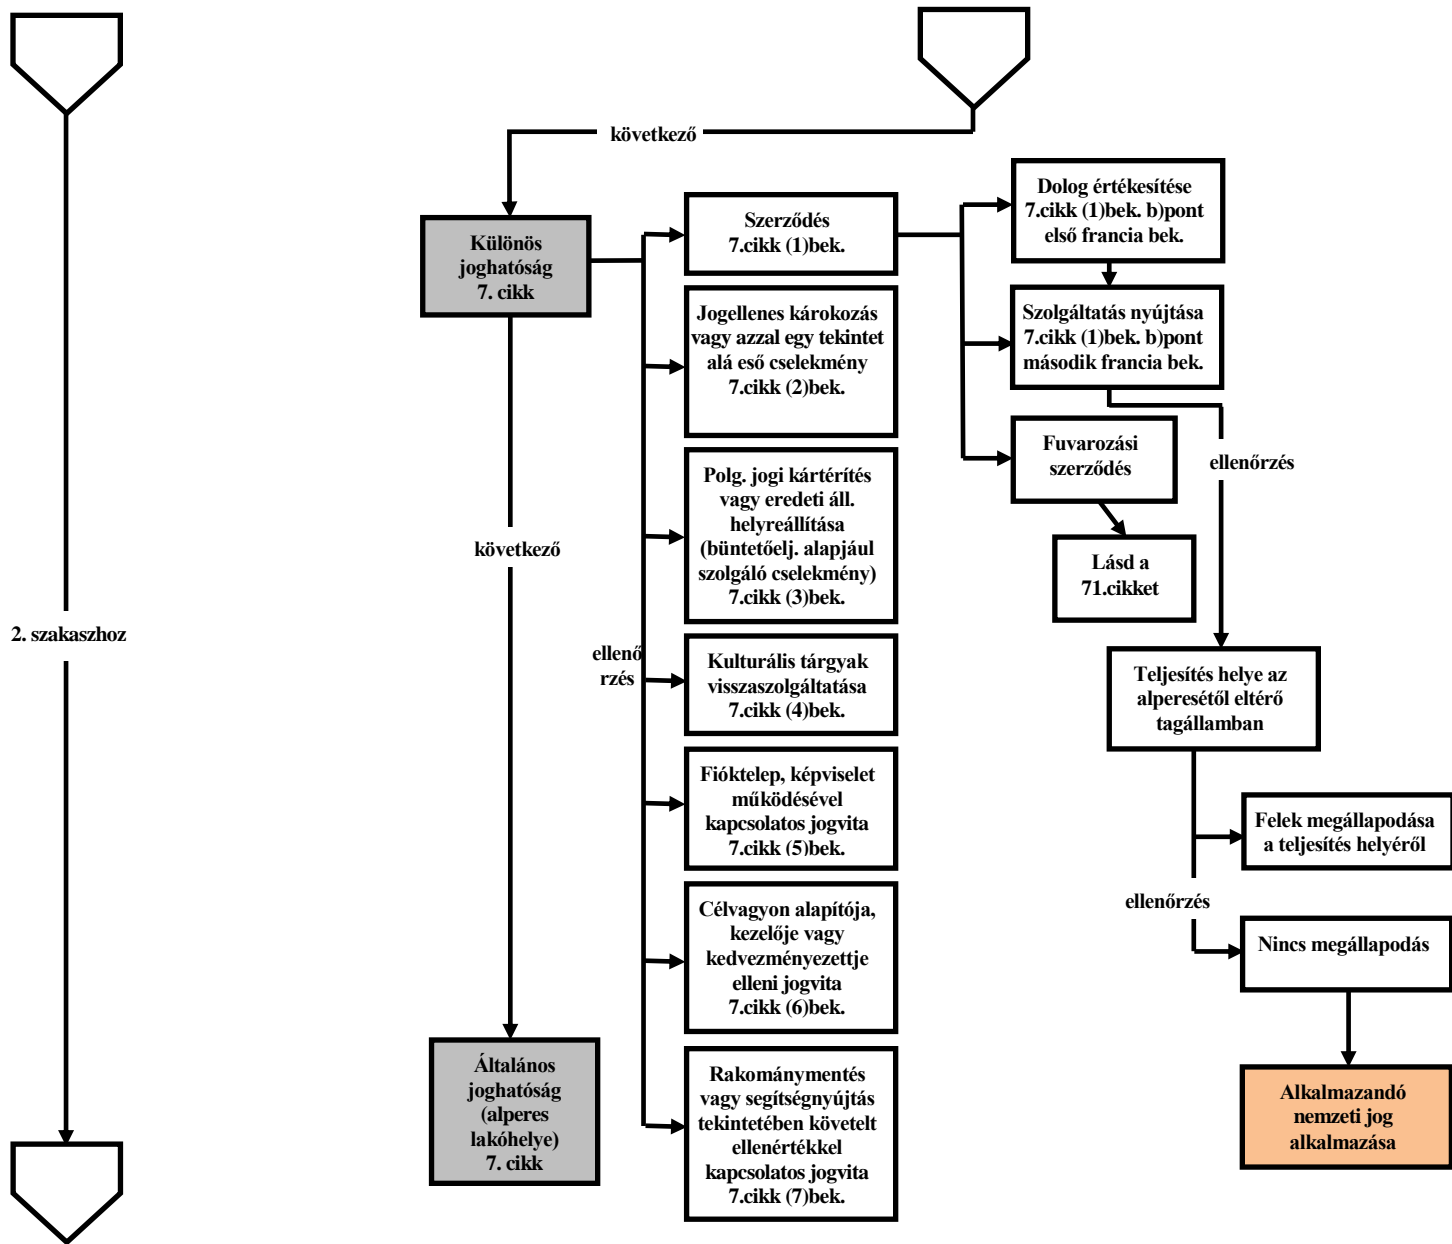 következő
Különös
joghatóság
7. cikk
következő
Általános
joghatóság
(alperes
lakóhelye)
7. cikk
2. szakaszhoz
ellenő
rzés
Szerződés
7.cikk (1)bek.
Jogellenes károkozás
vagy azzal egy tekintet
alá eső cselekmény
7.cikk (2)bek.
Polg. jogi kártérítés
vagy eredeti áll.
helyreállítása
(büntetőelj. alapjául
szolgáló cselekmény)
7.cikk (3)bek.
Kulturális tárgyak
visszaszolgáltatása
7.cikk (4)bek.
Fióktelep, képviselet
működésével
kapcsolatos jogvita
7.cikk (5)bek.
Célvagyon alapítója,
kezelője vagy
kedvezményezettje
elleni jogvita
7.cikk (6)bek.
Rakománymentés
vagy segítségnyújtás
tekintetében követelt
ellenértékkel
kapcsolatos jogvita
7.cikk (7)bek.
Dolog értékesítése
7.cikk (1)bek. b)pont
első francia bek.
Szolgáltatás nyújtása
7.cikk (1)bek. b)pont
második francia bek.
Fuvarozási
szerződés
Lásd a
71.cikket
ellenőrzés
Teljesítés helye az
alperesétől eltérő
tagállamban
ellenőrzés
Felek megállapodása
a teljesítés helyéről
Nincs megállapodás
Alkalmazandó
nemzeti jog
alkalmazása